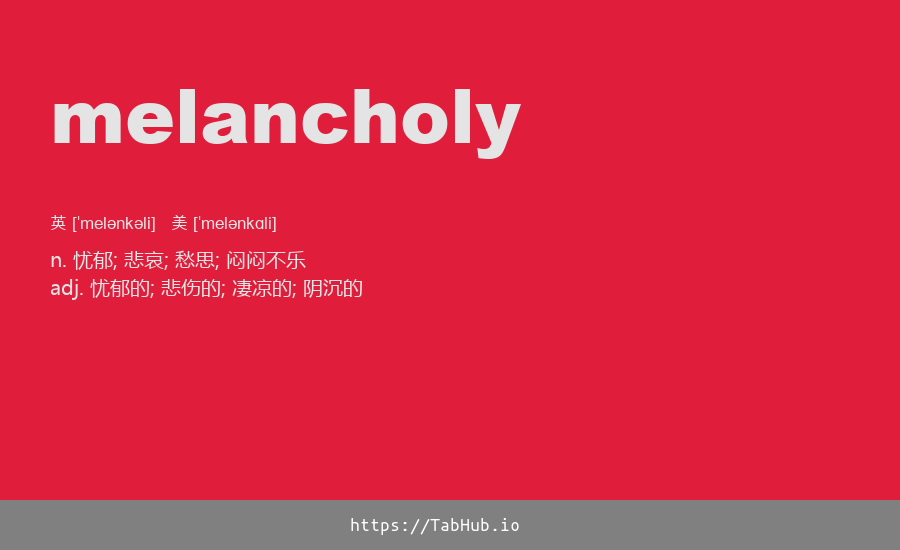 melancholy
英 [ˈmelənkəli] 美 [ˈmelənkɑli]
n. 忧郁; 悲哀; 愁思; 闷闷不乐
adj. 忧郁的; 悲伤的; 凄凉的; 阴沉的
https://TabHub.io